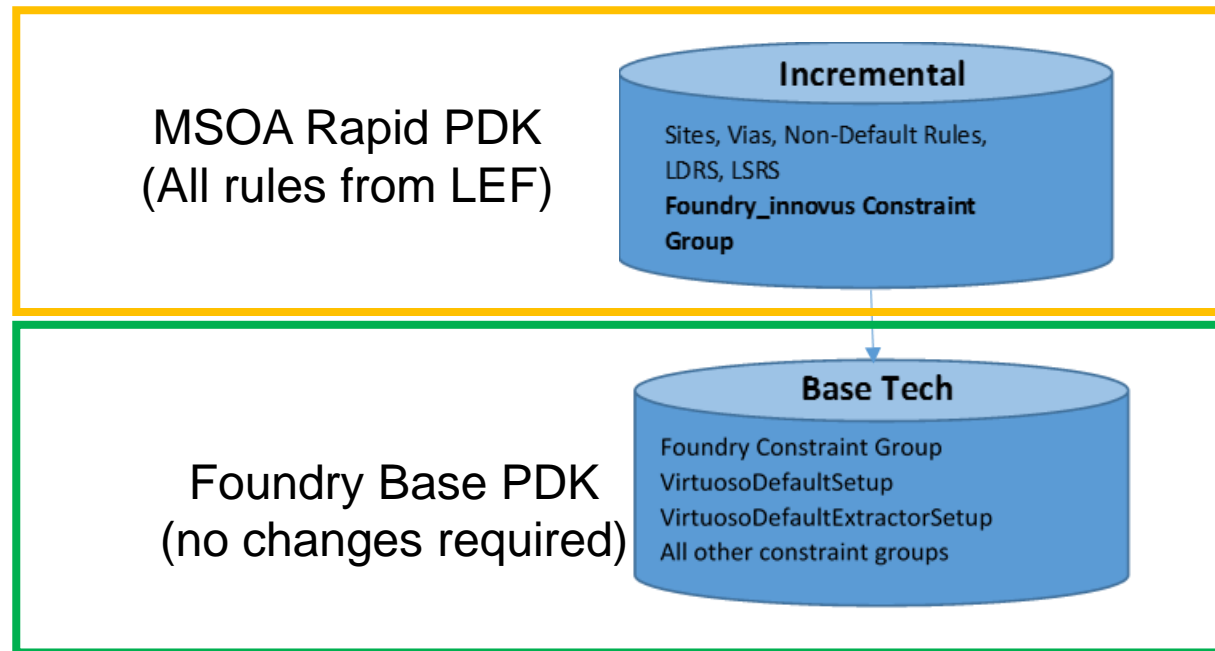 MSOA Rapid PDK
(All rules from LEF)
Incremental
Sites, Vias, Non-Default Rules,
LDRS, LSRS
Foundry_innovus Constraint
Group
Foundry Base PDK
(no changes required)
Base Tech
Foundry Constraint Group
VirtuosoDefaultSetup
VirtuosoDefaultExtractorSetup
All other constraint groups